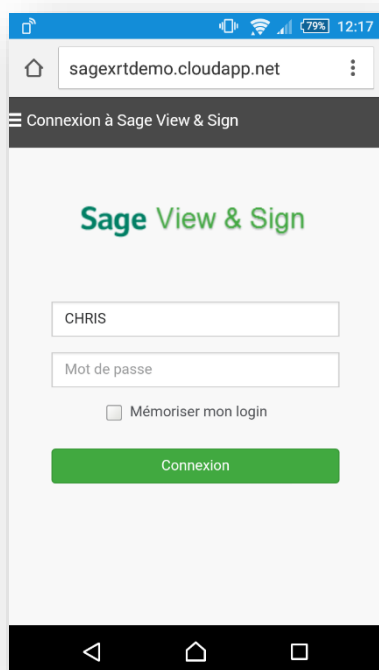 79% 12:17
sagexrtdemo.cloudapp.net
Connexion à Sage View & Sign
Sage View & Sign
CHRIS
Mot de passe
Mémoriser mon login
Connexion